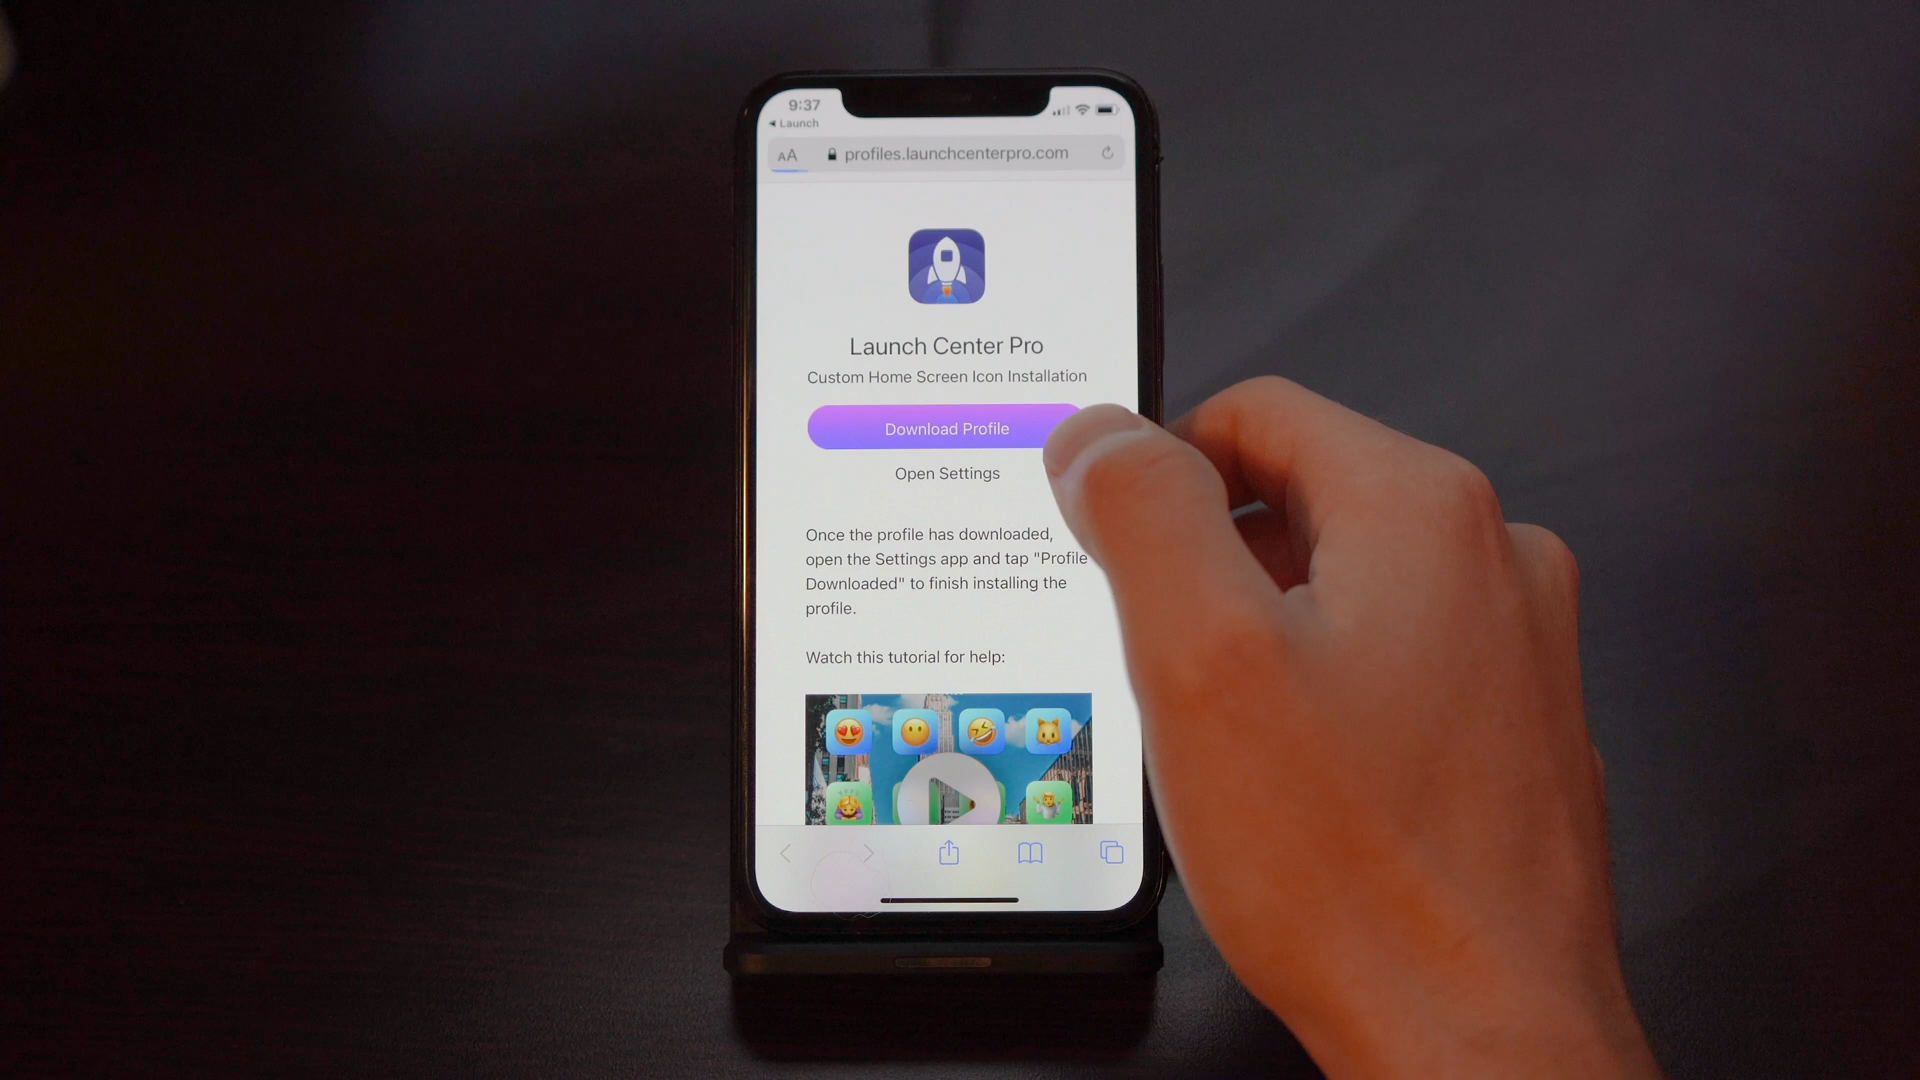 9:37
Launch
AA
profiles.launchcenterpro.com
Launch Center Pro
Custom Home Screen Icon Installation
Download Profile
Open Settings
Once the profile has downloaded,
open the Settings app and tap "Profile
Downloaded" to finish installing the
profile.
Watch this tutorial for help: